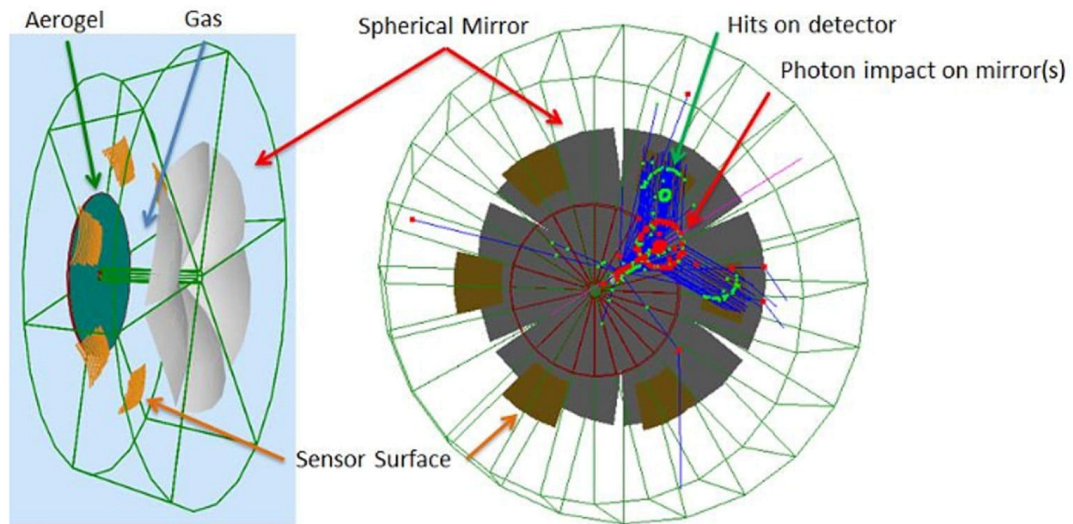 Aerogel
Gas
Spherical Mirror
Hits on detector
Photon impact on mirror(s)
Sensor Surface